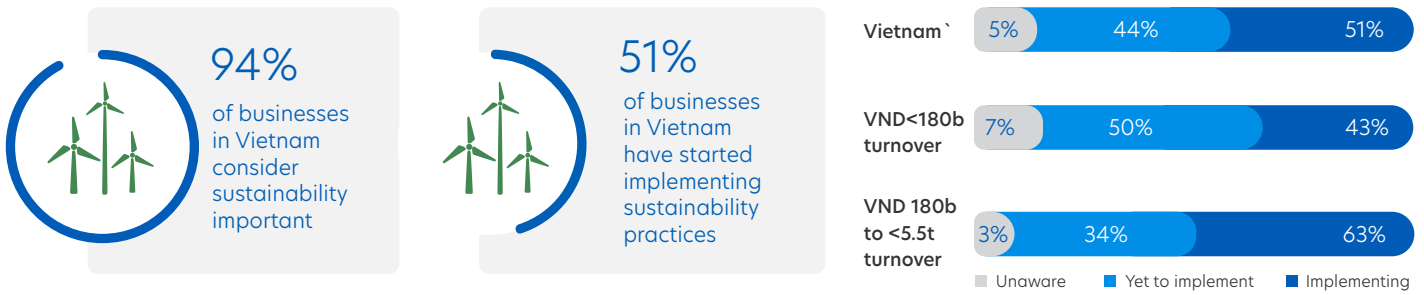 94%
of businesses
in Vietnam
consider
sustainability
important
51%
of businesses
in Vietnam
have started
implementing
sustainability
practices
Vietnam `
5% 44% 51%
VND<180b
turnover
7% 50% 43%
VND 180b
to <5.5t
turnover
3% 34% 63%
Unaware Yet to implement Implementing